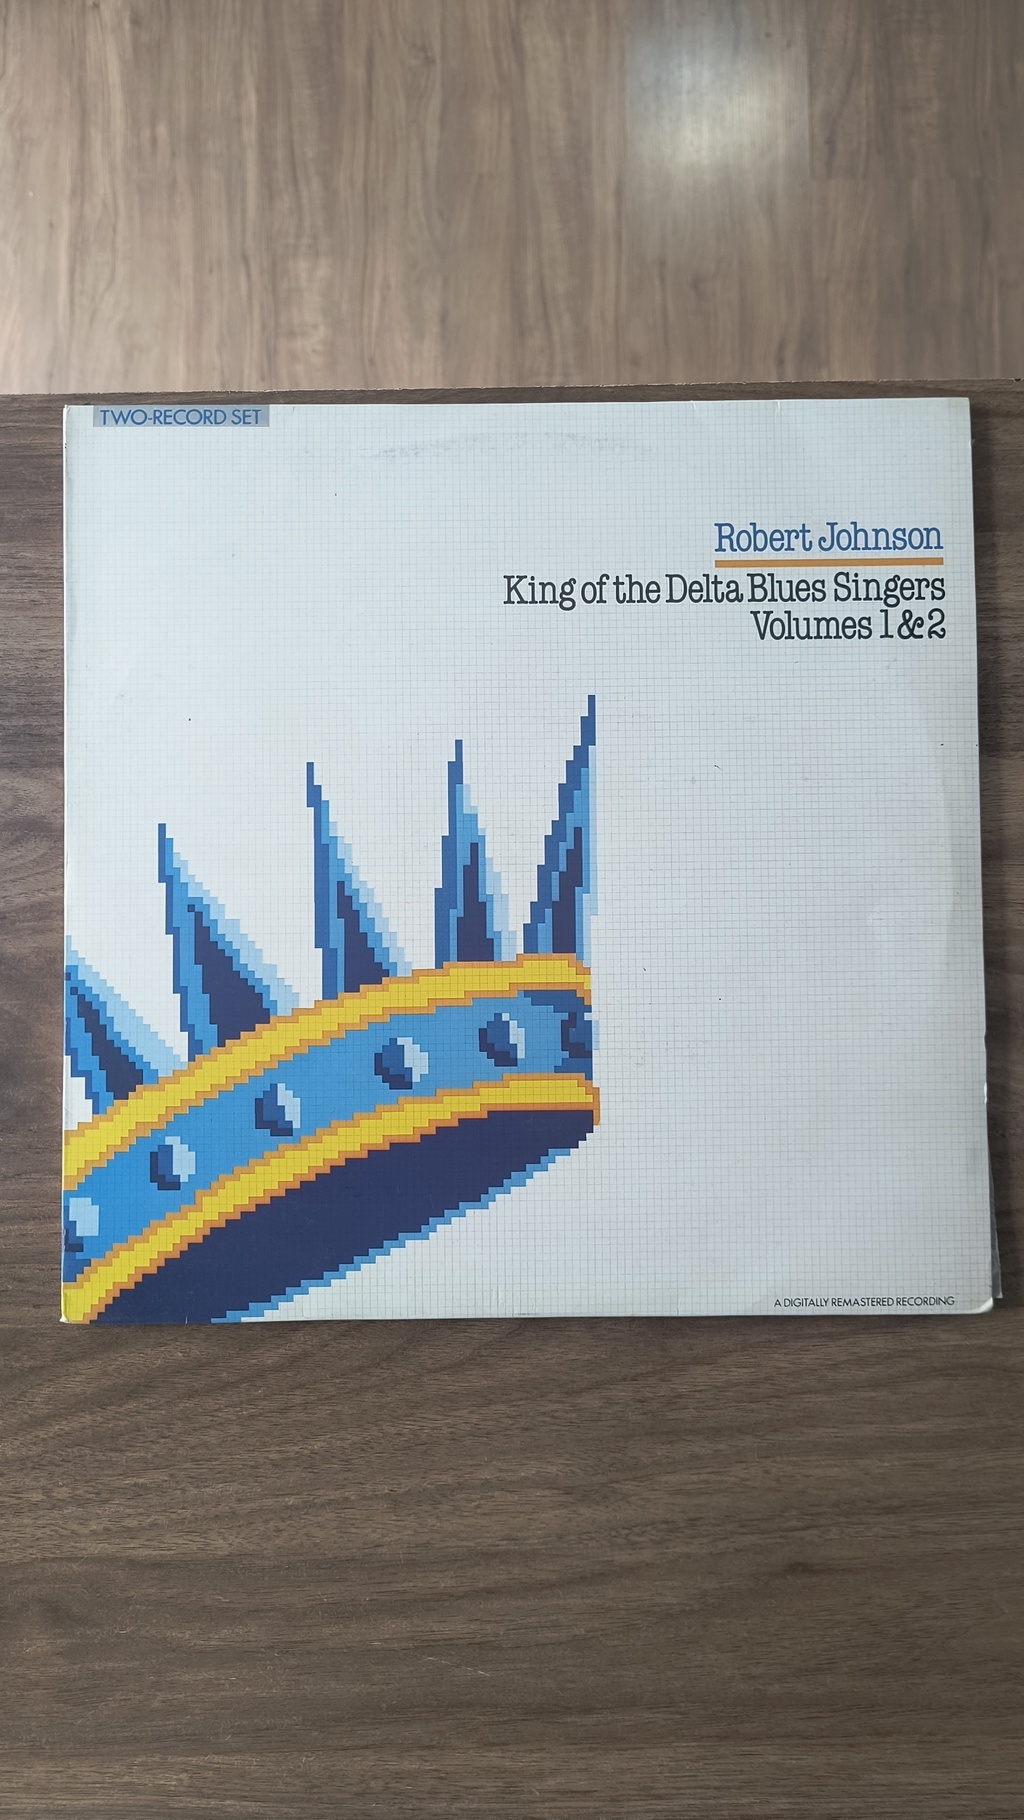 TWO-RECORD SET
Robert Johnson
King of the Delta Blues Singers
Volumes 1 & 2
A DIGITALLY REMASTERED RECORDING